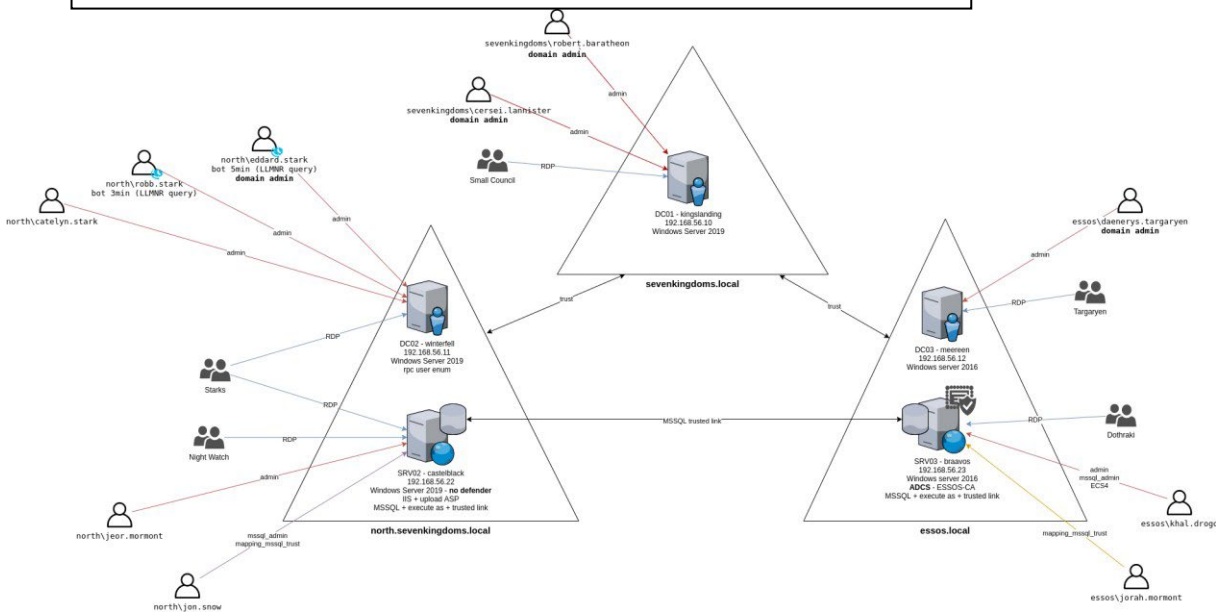 sevenkingdoms\robert.baratheon
domain admin
admin
sevenkingdoms\cersei.lannister
domain admin
admin
Small Council
RDP
DC01 - kingslanding
192.168.56.10
Windows Server 2019
sevenkingdoms.local
north\eddard.stark
bot 5min (LLMNR query)
domain admin
admin
north\robb.stark
bot 3min (LLMNR query)
admin
north\catelyn.stark
admin
trust
trust
DC02 - winterfell
192.168.56.11
Windows Server 2019
rpc user enum
Starks
RDP
RDP
Night Watch
RDP
SRV02 - castelblack
192.168.56.22
Windows Server 2019 - no defender
IIS + upload ASP
MSSQL + execute as + trusted link
admin
north\jeor.mormont
mssql_admin
mapping_mssql_trust
north\jon.snow
north.sevenkingdoms.local
MSSQL trusted link
essos\daenerys.targaryen
domain admin
admin
Targaryen
RDP
DC03 - meereen
192.168.56.12
Windows server 2016
Dothraki
RDP
SRV03 - braavos
192.168.56.23
Windows server 2016
ADCS - ESSOS-CA
MSSQL + execute as + trusted link
admin
mssql_admin
ECS4
essos\khal.drogo
mapping_mssql_trust
essos\jorah.mormont
essos.local